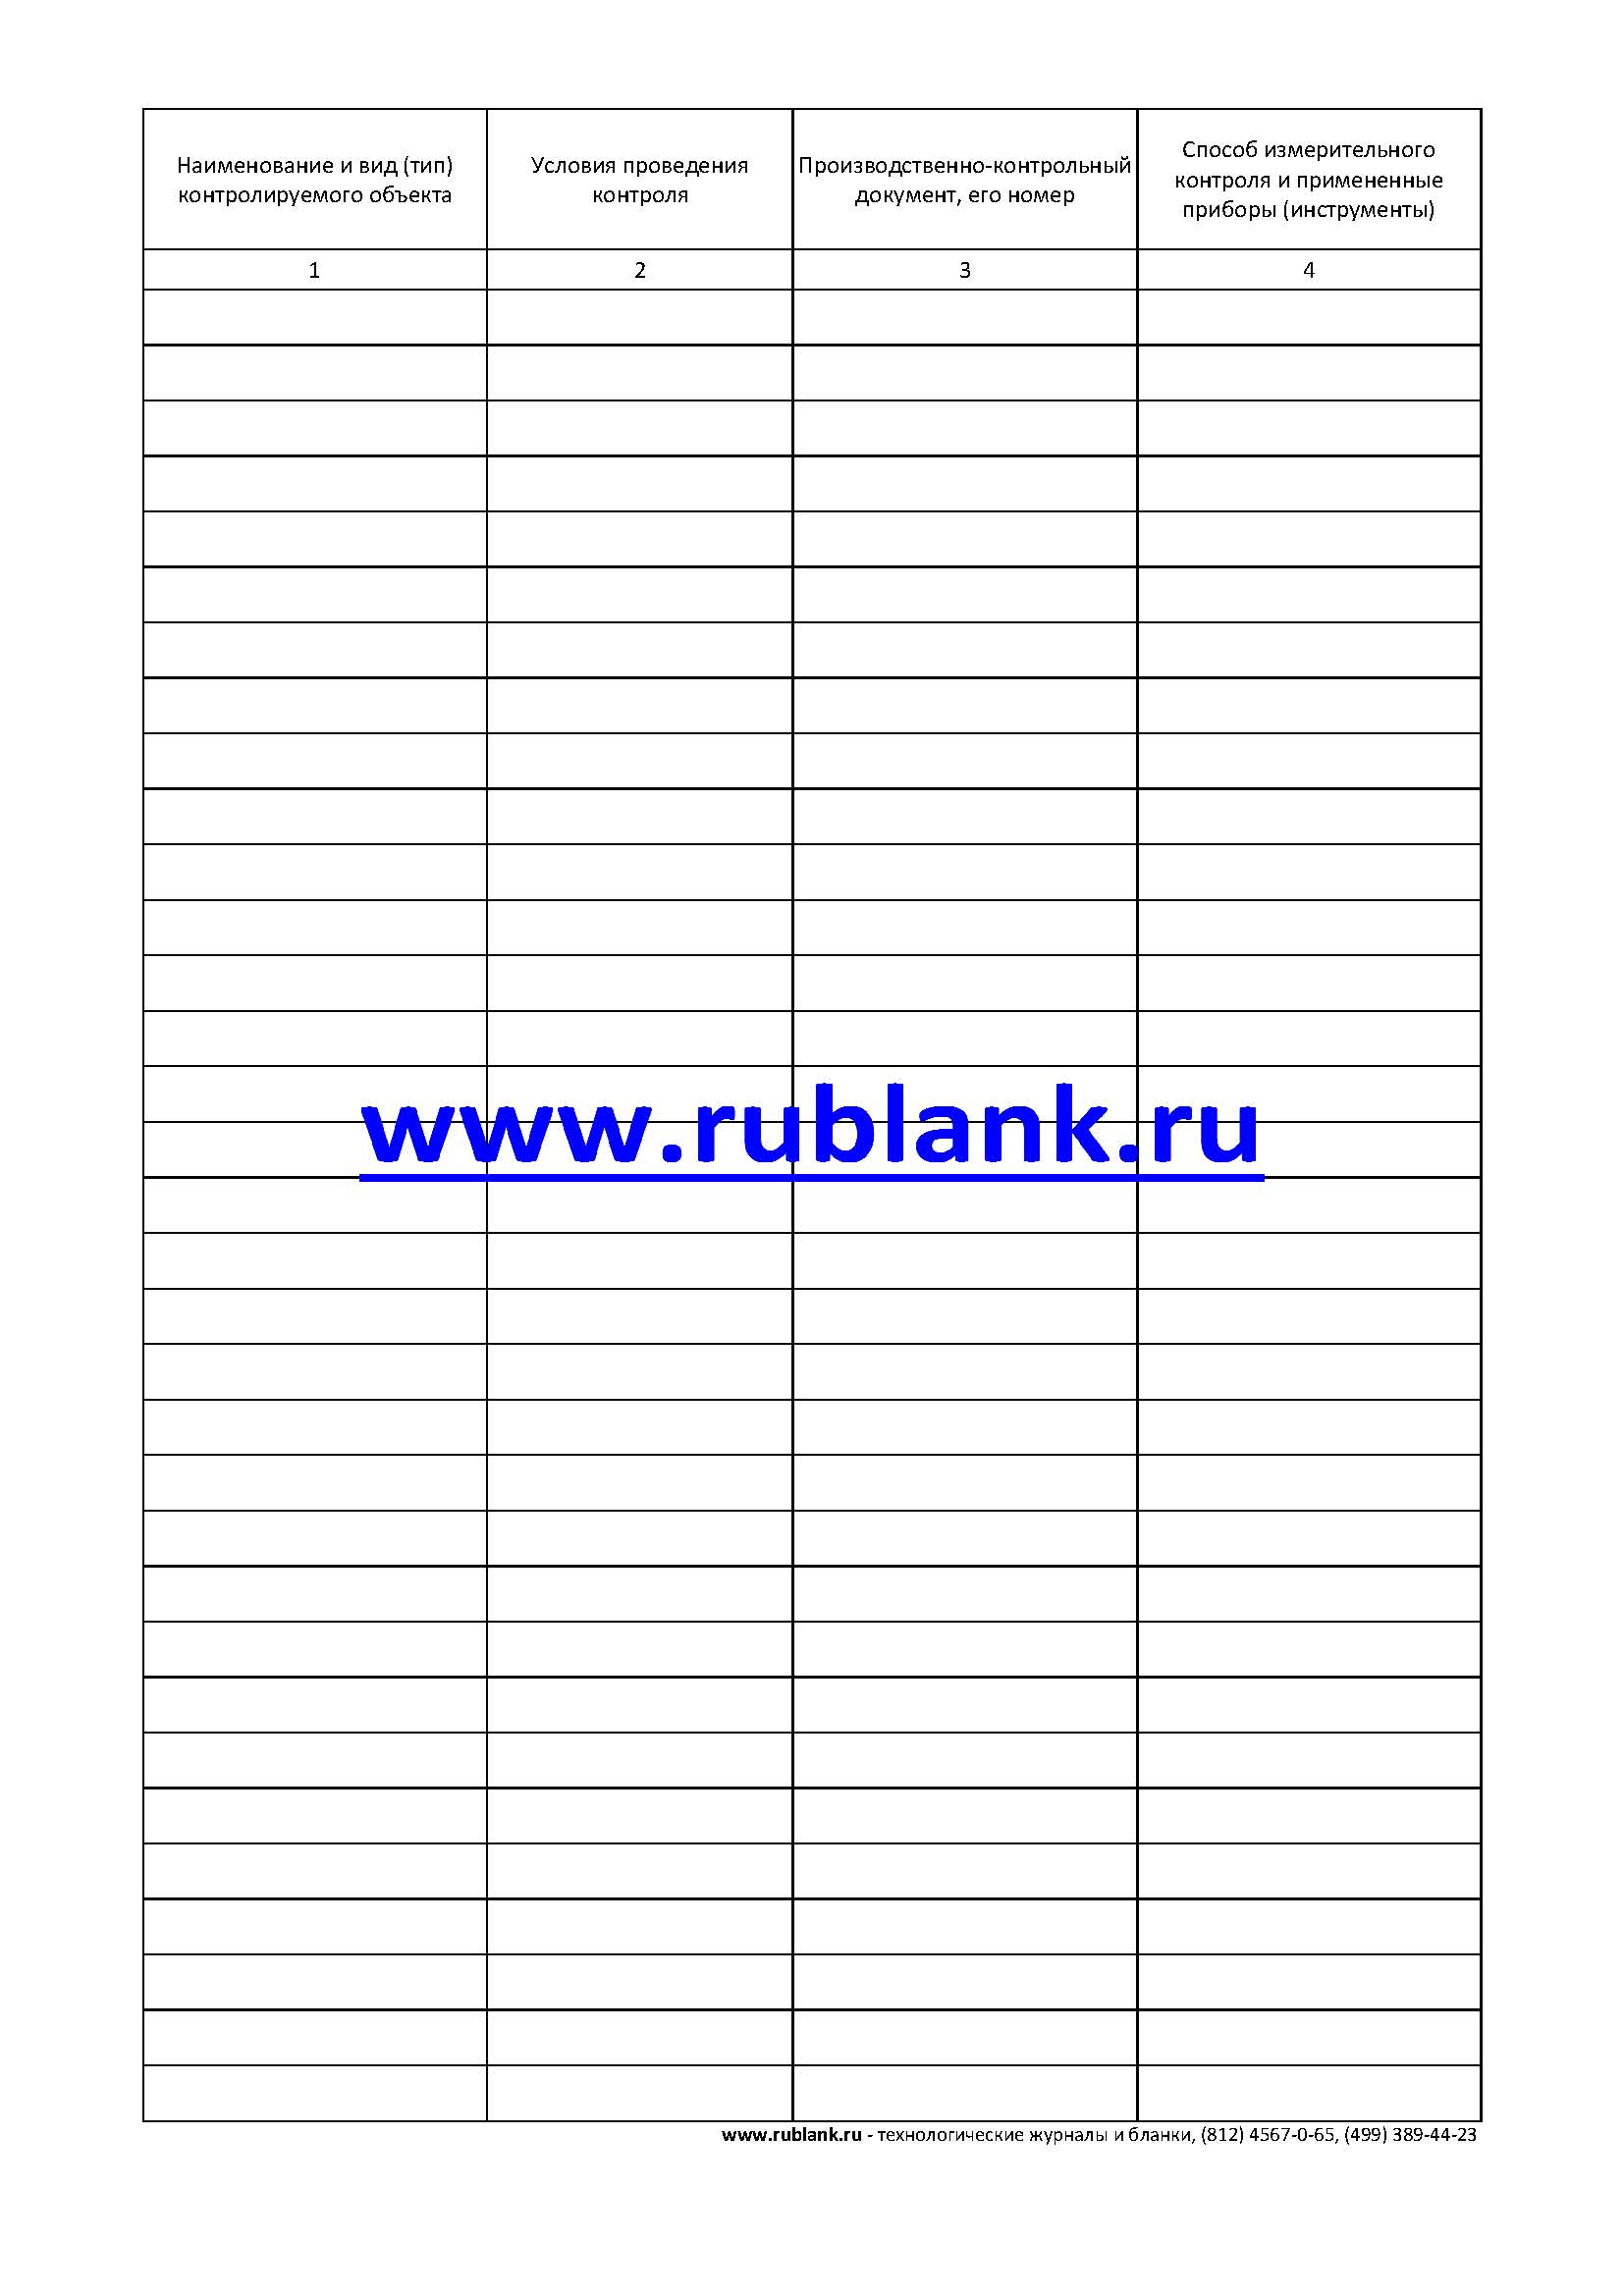 Наименование и вид (тип)
контролируемого объекта
Условия проведения
контроля
Производственно-контрольный
документ, его номер
Способ измерительного
контроля и примененные
приборы (инструменты)
1
2
3
4
www.rublank.ru
www.rublank.ru - технологические журналы и бланки, (812) 4567-0-65, (499) 389-44-23